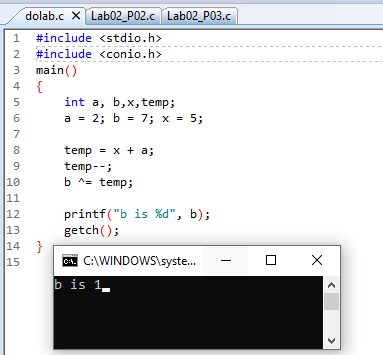 dolab.c Lab02_P02.c Lab02_P03.c
1 #include <stdio.h>
2 #include <conio.h>
3 main()
4 {
5 int a, b,x,temp;
6 a = 2; b = 7; x = 5;
7
8 temp = x + a;
9 temp--;
10 b ^= temp;
11
12 printf("b is %d", b);
13 getch();
14 }
15
C:\WINDOWS\syste...
b is 1